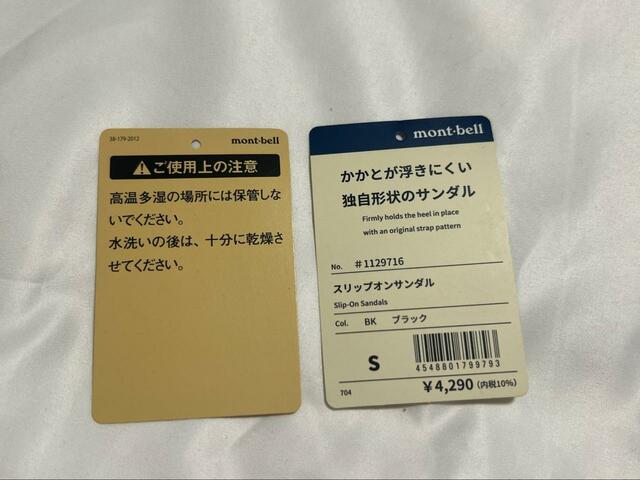 38-179-2012
mont-bell
ご使用上の注意
高温多湿の場所には保管しな
いでください。
水洗いの後は、十分に乾燥さ
せてください。
mont-bell
かかとが浮きにくい
独自形状のサンダル
Firmly holds the heel in place
with an original strap pattern
No. #1129716
スリップオンサンダル
Slip-On Sandals
Col. BK ブラック
S
4548801799793
704
¥4,290(内税10%)